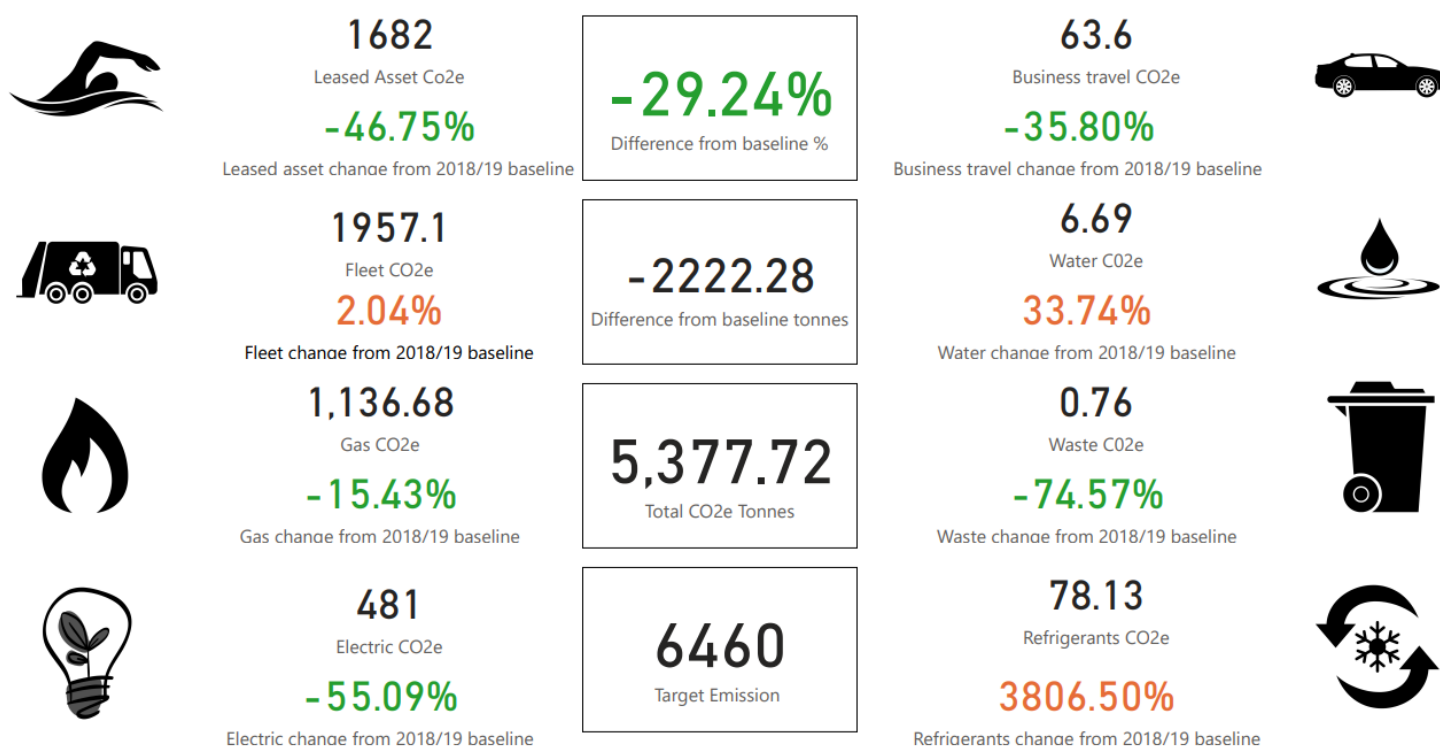 1682
Leased Asset Co2e
-46.75%
Leased asset change from 2018/19 baseline
1957.1
Fleet CO2e
2.04%
Fleet change from 2018/19 baseline
1,136.68
Gas CO2e
-15.43%
Gas change from 2018/19 baseline
481
Electric CO2e
-55.09%
Electric change from 2018/19 baseline
-29.24%
Difference from baseline %
-2222.28
Difference from baseline tonnes
5,377.72
Total CO2e Tonnes
6460
Target Emission
63.6
Business travel CO2e
-35.80%
Business travel change from 2018/19 baseline
6.69
Water C02e
33.74%
Water change from 2018/19 baseline
0.76
Waste C02e
-74.57%
Waste change from 2018/19 baseline
78.13
Refrigerants CO2e
3806.50%
Refrigerants change from 2018/19 baseline